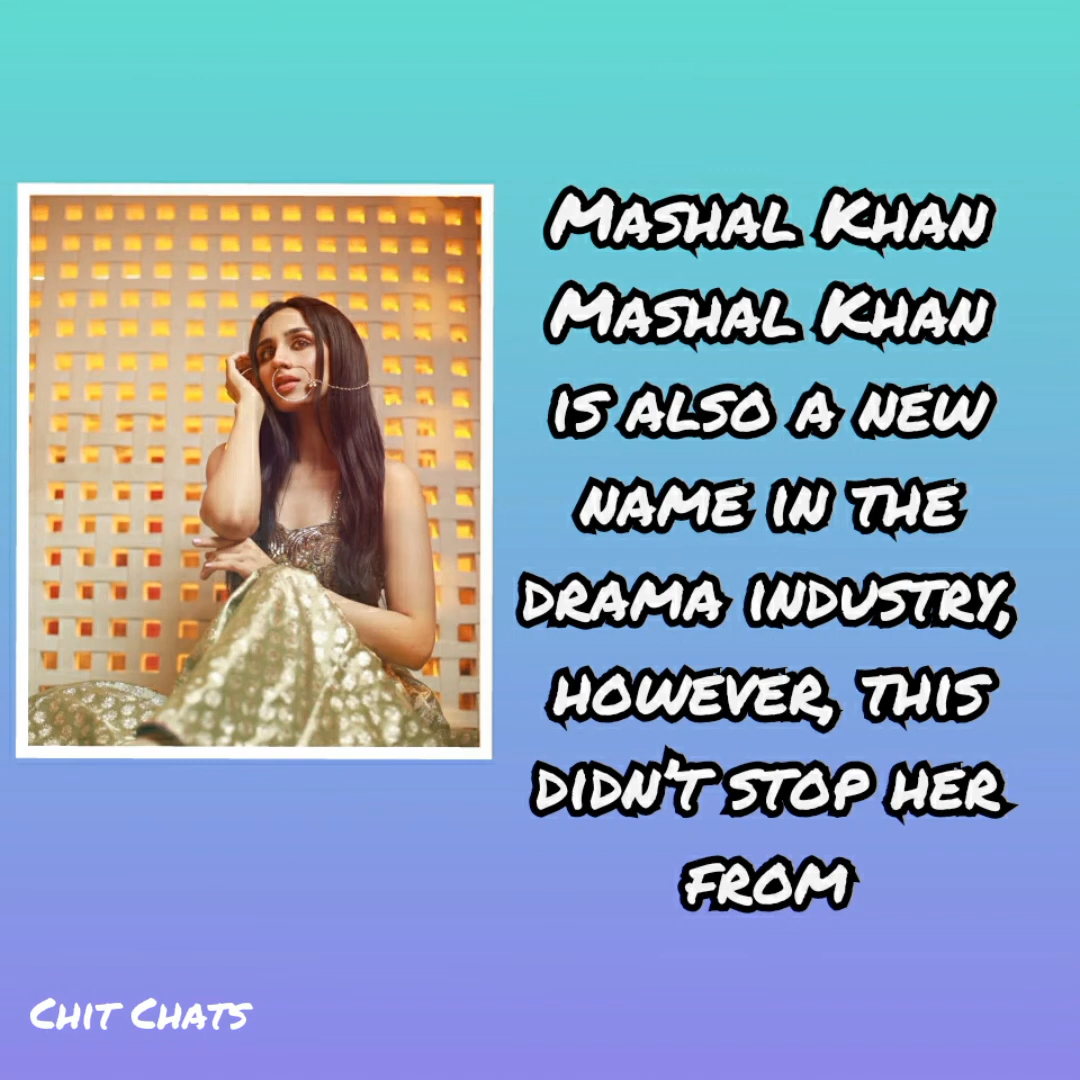 Mashal Khan
Mashal Khan
is also a new
name in the
drama industry,
however, this
didn't stop her
from
Chit Chats